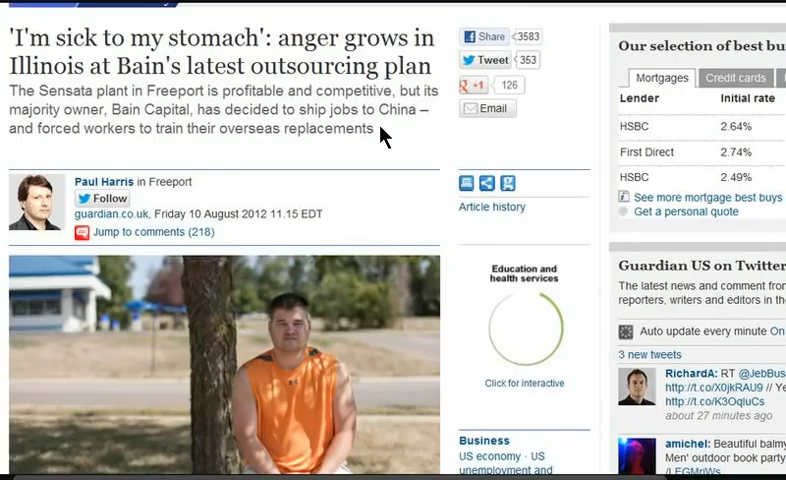 'I'm sick to my stomach': anger grows in
Illinois at Bain's latest outsourcing plan
The Sensata plant in Freeport is profitable and competitive, but its
majority owner, Bain Capital, has decided to ship jobs to China –
and forced workers to train their overseas replacements
Paul Harris in Freeport
Follow
guardian.co.uk, Friday 10 August 2012 11.15 EDT
Jump to comments (218)
Share 3583
Tweet 353
+1 126
Email
Article history
Education and
health services
Click for interactive
Business
US economy · US
unemployment and
Our selection of best bu
Mortgages Credit cards
Lender Initial rate
HSBC 2.64%
First Direct 2.74%
HSBC 2.49%
See more mortgage best buys
Get a personal quote
Guardian US on Twitter
The latest news and comment from
reporters, writers and editors in the
Auto update every minute On
3 new tweets
RichardA: RT @JebBus
http://t.co/X0jkRAU9 // Ye
http://t.co/K3OqluCs
about 27 minutes ago
amichel: Beautiful balmy
Men' outdoor book party